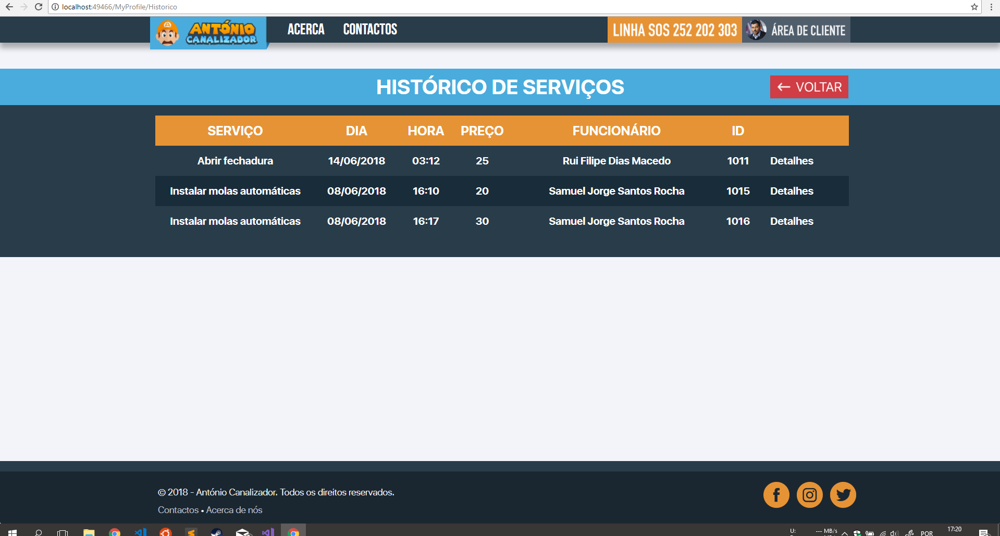 localhost:49466/MyProfile/Historico
ANTÓNIO
CANALIZADOR
ACERCA CONTACTOS LINHA SOS 252 202 303 ÁREA DE CLIENTE
HISTÓRICO DE SERVIÇOS
← VOLTAR
SERVIÇO DIA HORA PREÇO FUNCIONÁRIO ID
Abrir fechadura 14/06/2018 03:12 25 Rui Filipe Dias Macedo 1011 Detalhes
Instalar molas automáticas 08/06/2018 16:10 20 Samuel Jorge Santos Rocha 1015 Detalhes
Instalar molas automáticas 08/06/2018 16:17 30 Samuel Jorge Santos Rocha 1016 Detalhes
© 2018 - António Canalizador. Todos os direitos reservados.
Contactos • Acerca de nós
U: --- MB/s
POR
17:20